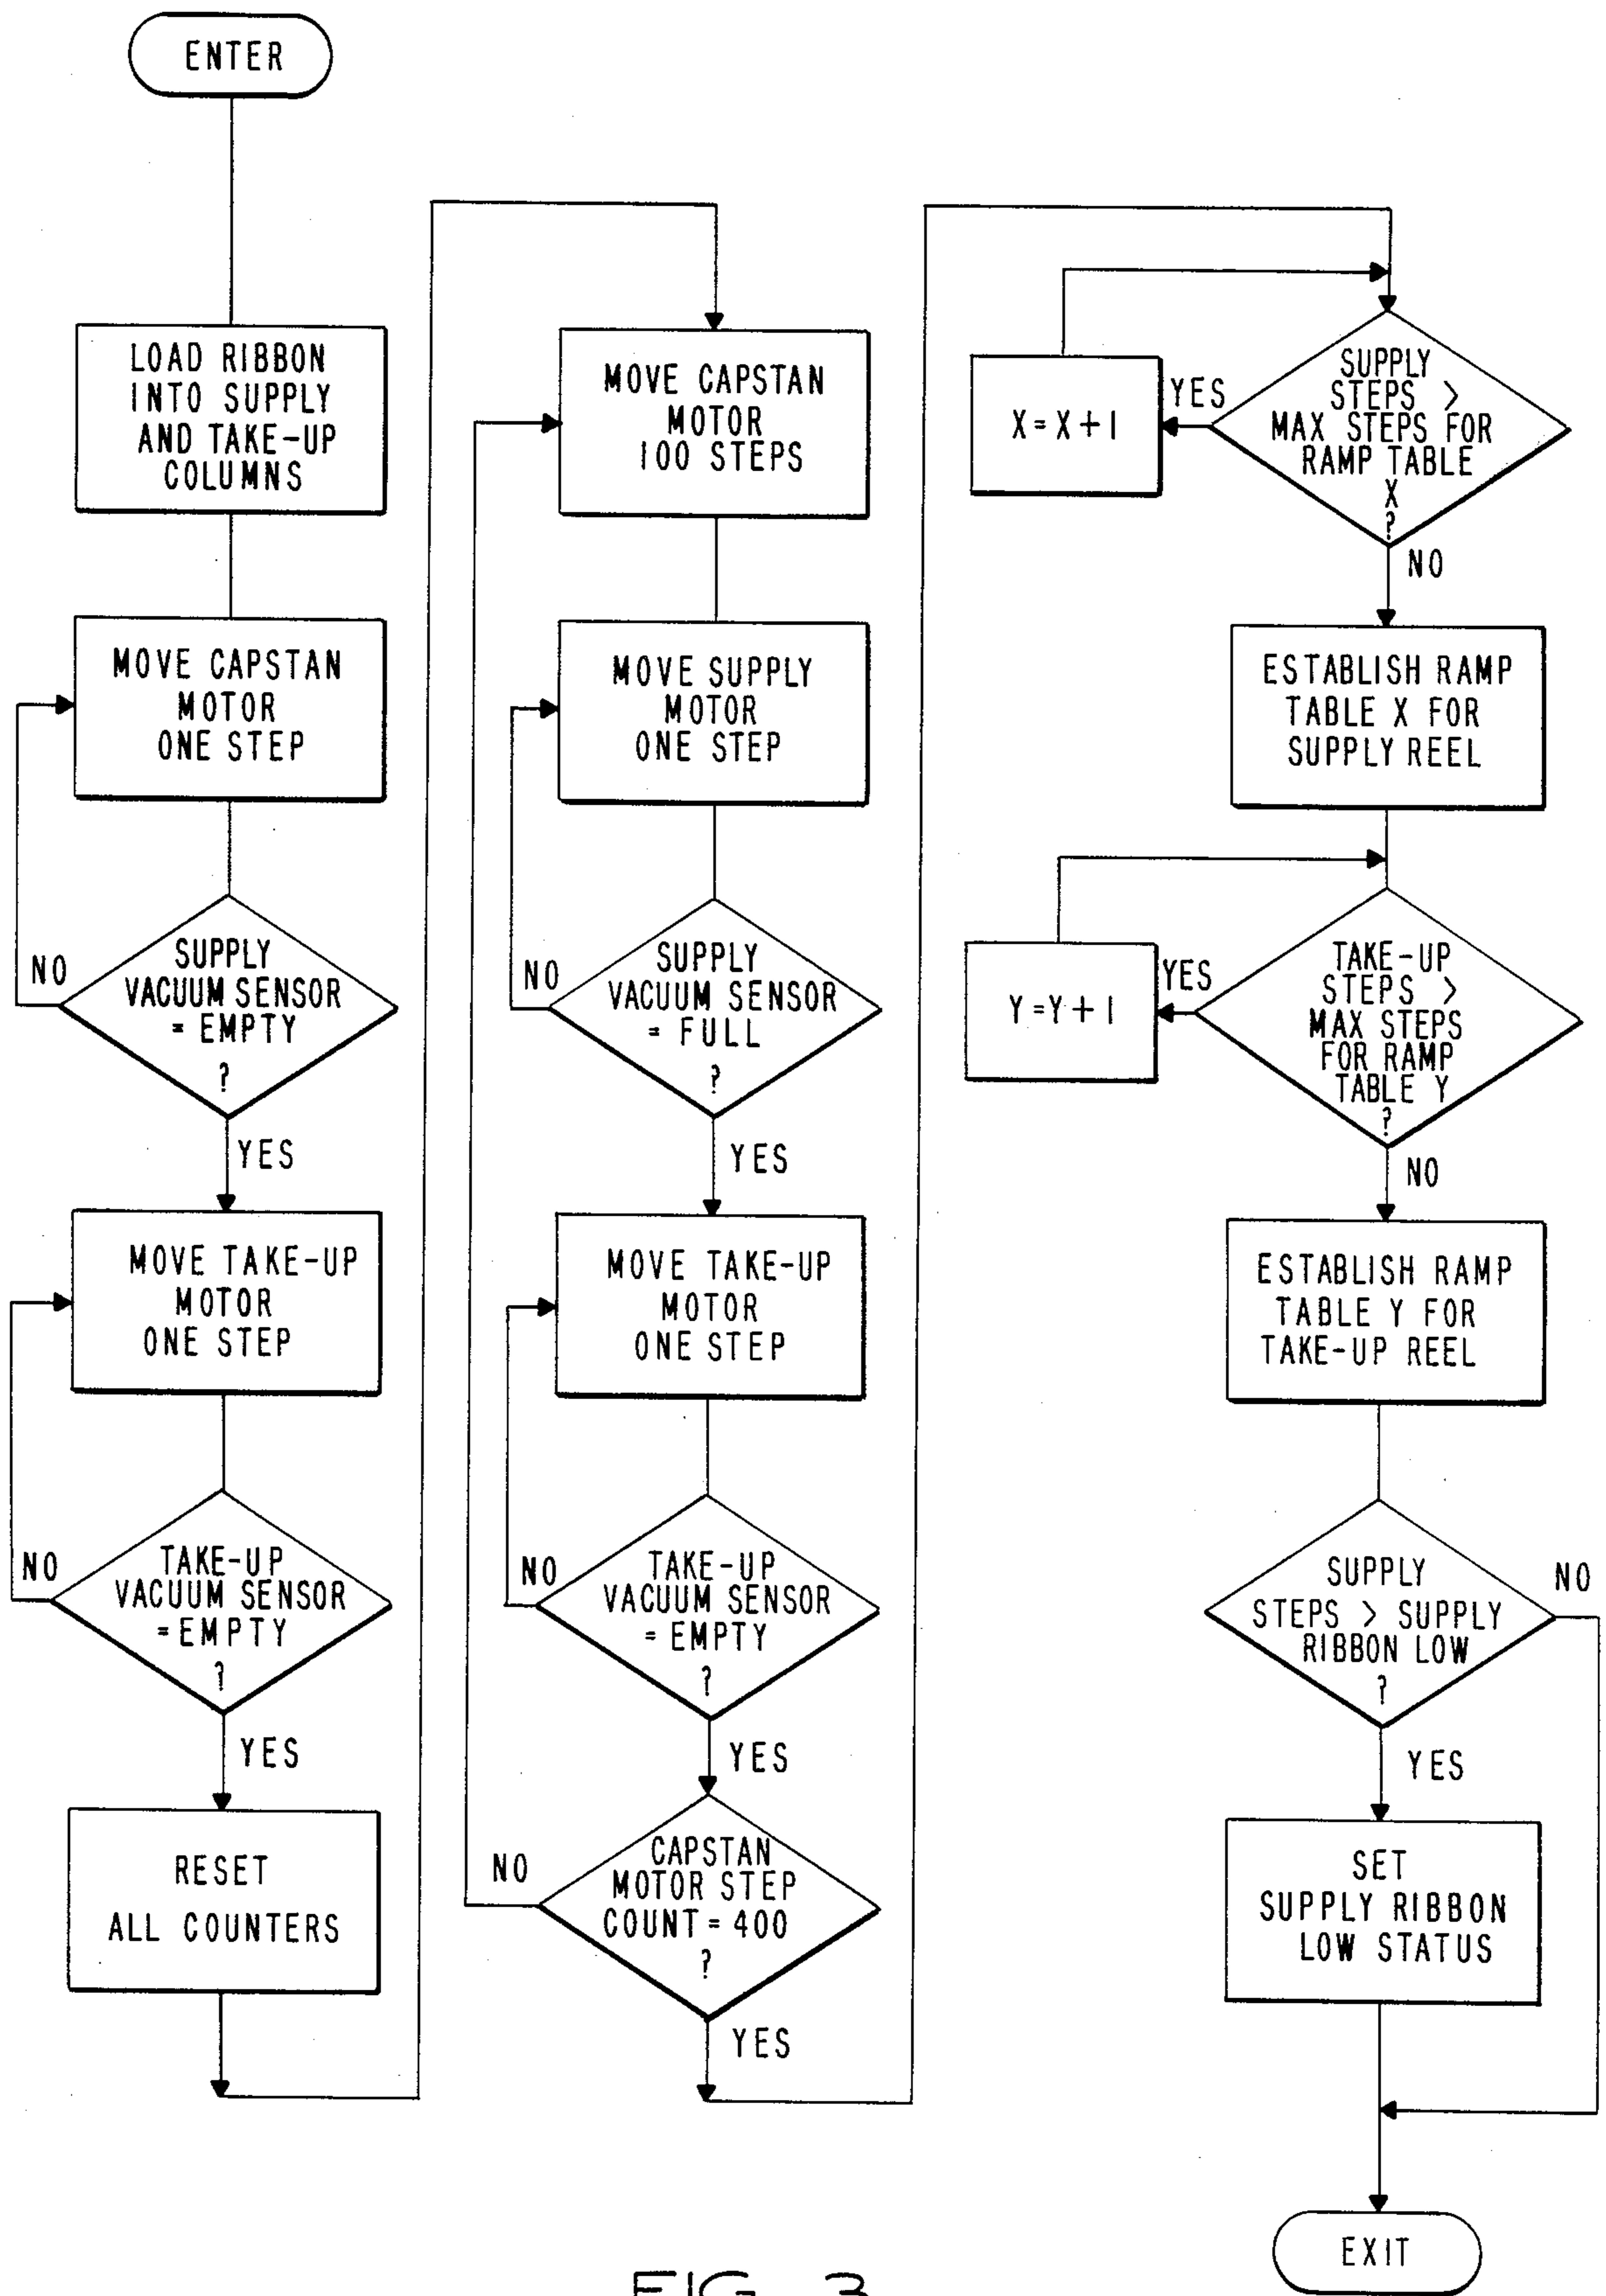 ENTER
LOAD RIBBON
INTO SUPPLY
AND TAKE-UP
COLUMNS
MOVE CAPSTAN
MOTOR
ONE STEP
SUPPLY
VACUUM SENSOR
= EMPTY
?
NO
YES
MOVE TAKE-UP
MOTOR
ONE STEP
TAKE-UP
VACUUM SENSOR
= EMPTY
?
NO
YES
RESET
ALL COUNTERS
MOVE CAPSTAN
MOTOR
100 STEPS
MOVE SUPPLY
MOTOR
ONE STEP
SUPPLY
VACUUM SENSOR
= FULL
?
NO
YES
MOVE TAKE-UP
MOTOR
ONE STEP
TAKE-UP
VACUUM SENSOR
= EMPTY
?
NO
YES
CAPSTAN
MOTOR STEP
COUNT = 400
?
NO
YES
SUPPLY
STEPS >
MAX STEPS FOR
RAMP TABLE
X
?
YES
X = X + 1
NO
ESTABLISH RAMP
TABLE X FOR
SUPPLY REEL
TAKE-UP
STEPS >
MAX STEPS
FOR RAMP
TABLE Y
?
YES
Y = Y + 1
NO
ESTABLISH RAMP
TABLE Y FOR
TAKE-UP REEL
SUPPLY
STEPS > SUPPLY
RIBBON LOW
?
NO
YES
SET
SUPPLY RIBBON
LOW STATUS
EXIT
FIG. 3